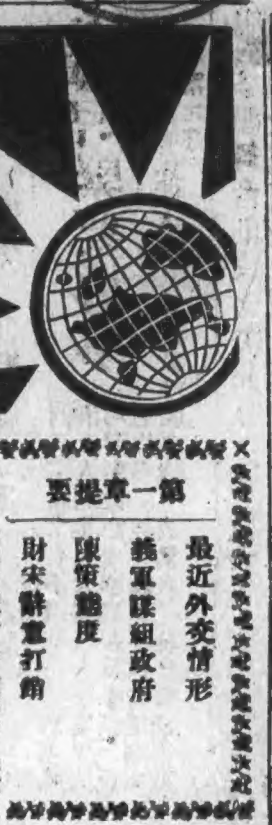 第一章提要
最近外交情形
義軍謀組政府
陳策態度
財宋辭意打銷